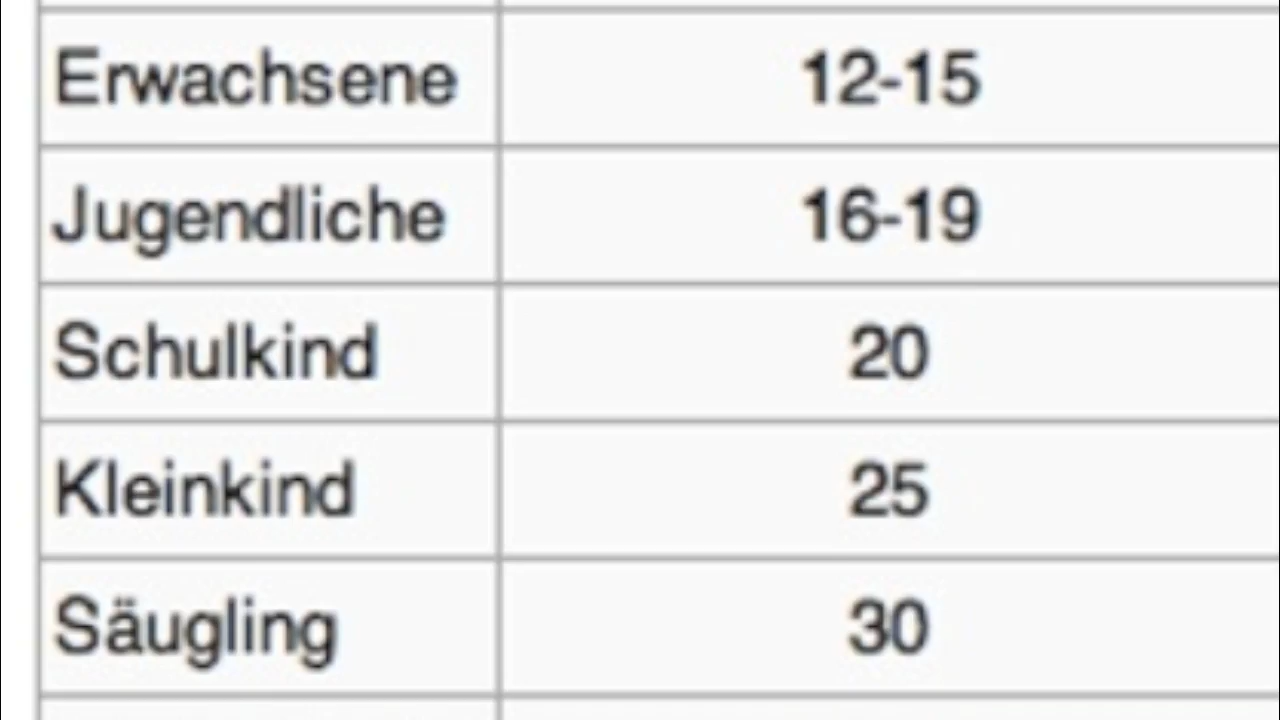 Erwachsene 12-15
Jugendliche 16-19
Schulkind 20
Kleinkind 25
Säugling 30